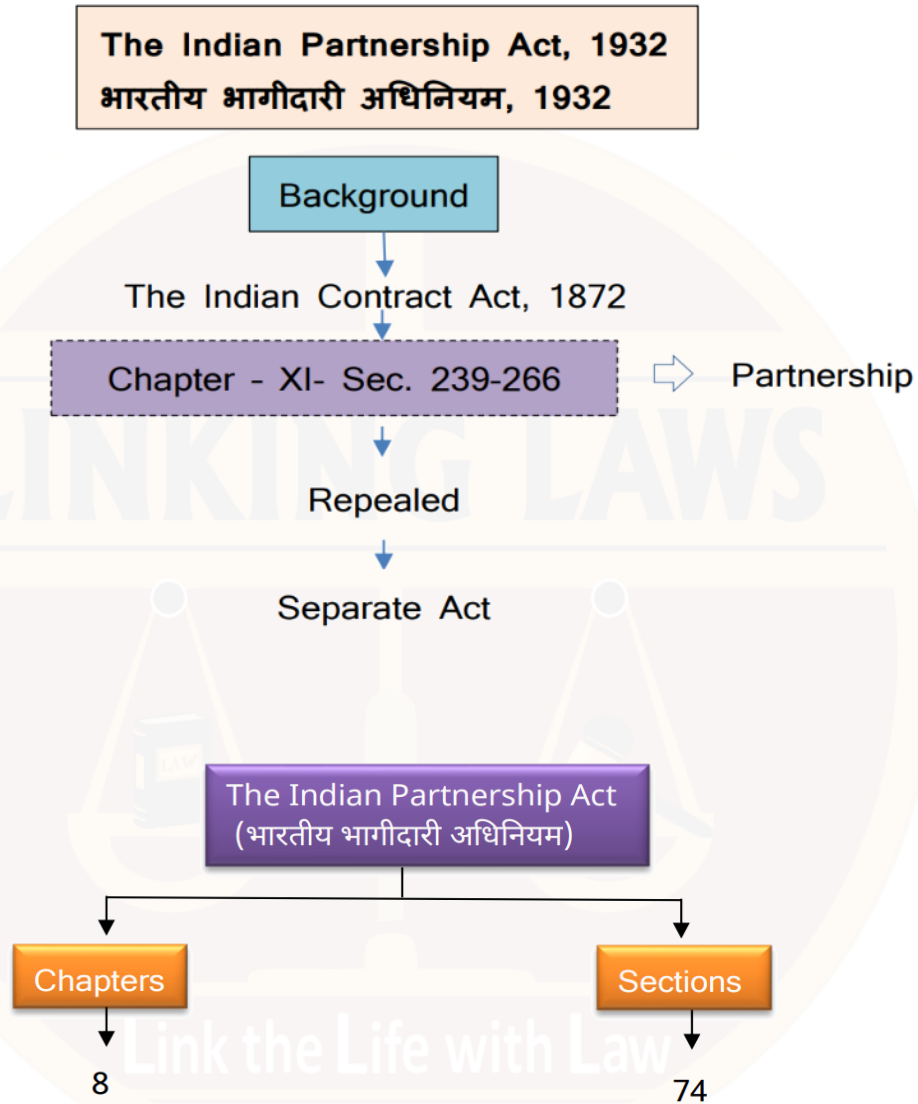 The Indian Partnership Act, 1932
भारतीय भागीदारी अधिनियम, 1932
Background
The Indian Contract Act, 1872
Chapter - XI- Sec. 239-266
Partnership
LINKING LAWS
Repealed
Separate Act
LAW
The Indian Partnership Act
(भारतीय भागीदारी अधिनियम)
Chapters
Sections
Link the Life with Law
8
74